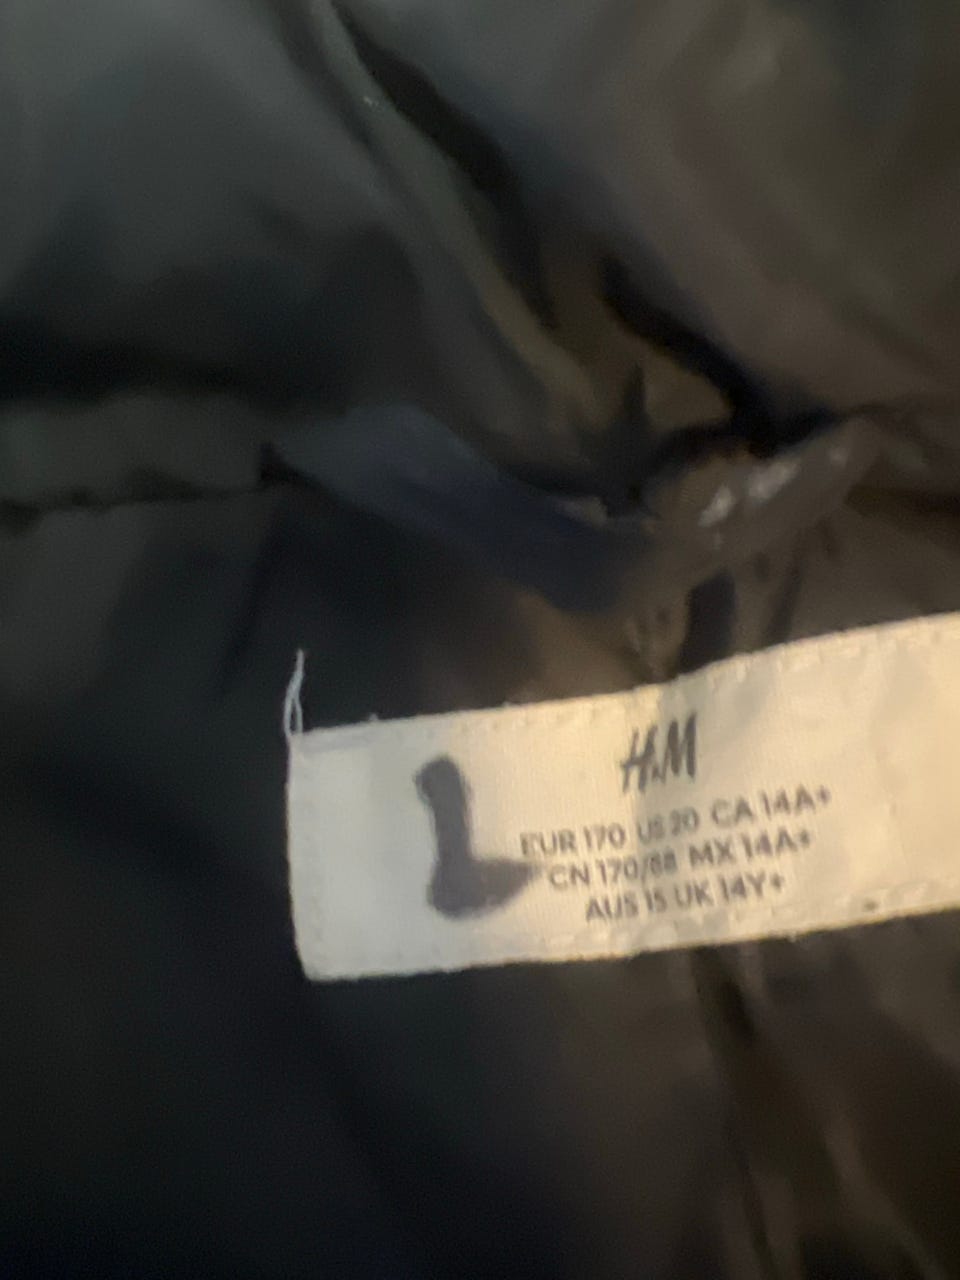 L
H&M
EUR 170 US 20 CA 14A+
CN 170/88 MX 14A+
AUS 15 UK 14Y+